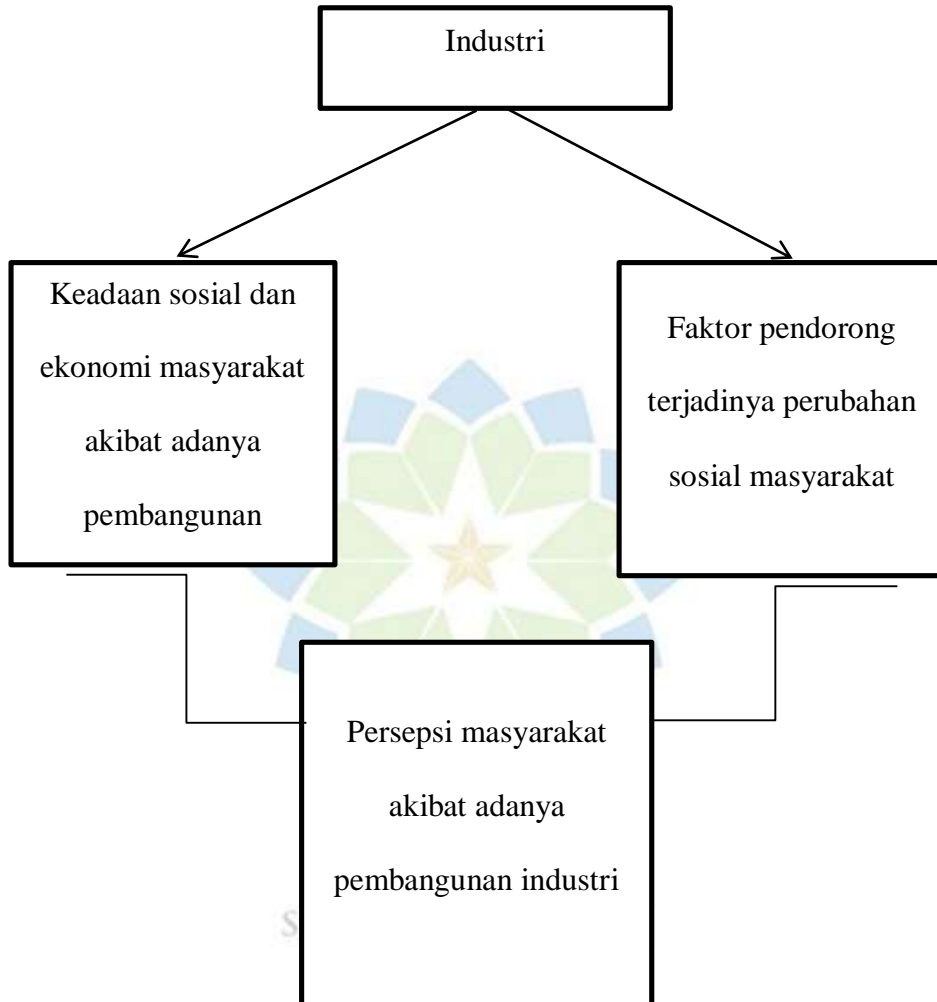 Industri
Keadaan sosial dan
ekonomi masyarakat
akibat adanya
pembangunan
Faktor pendorong
terjadinya perubahan
sosial masyarakat
Persepsi masyarakat
akibat adanya
pembangunan industri
S